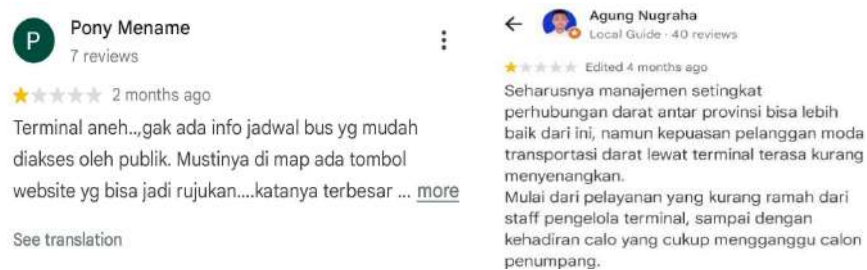 P
Pony Mename
7 reviews
2 months ago
Terminal aneh..,gak ada info jadwal bus yg mudah
diakses oleh publik. Mustinya di map ada tombol
website yg bisa jadi rujukan....katanya terbesar ... more
See translation
Agung Nugraha
Local Guide · 40 reviews
Edited 4 months ago
Seharusnya manajemen setingkat
perhubungan darat antar provinsi bisa lebih
baik dari ini, namun kepuasan pelanggan moda
transportasi darat lewat terminal terasa kurang
menyenangkan.
Mulai dari pelayanan yang kurang ramah dari
staff pengelola terminal, sampai dengan
kehadiran calo yang cukup mengganggu calon
penumpang.